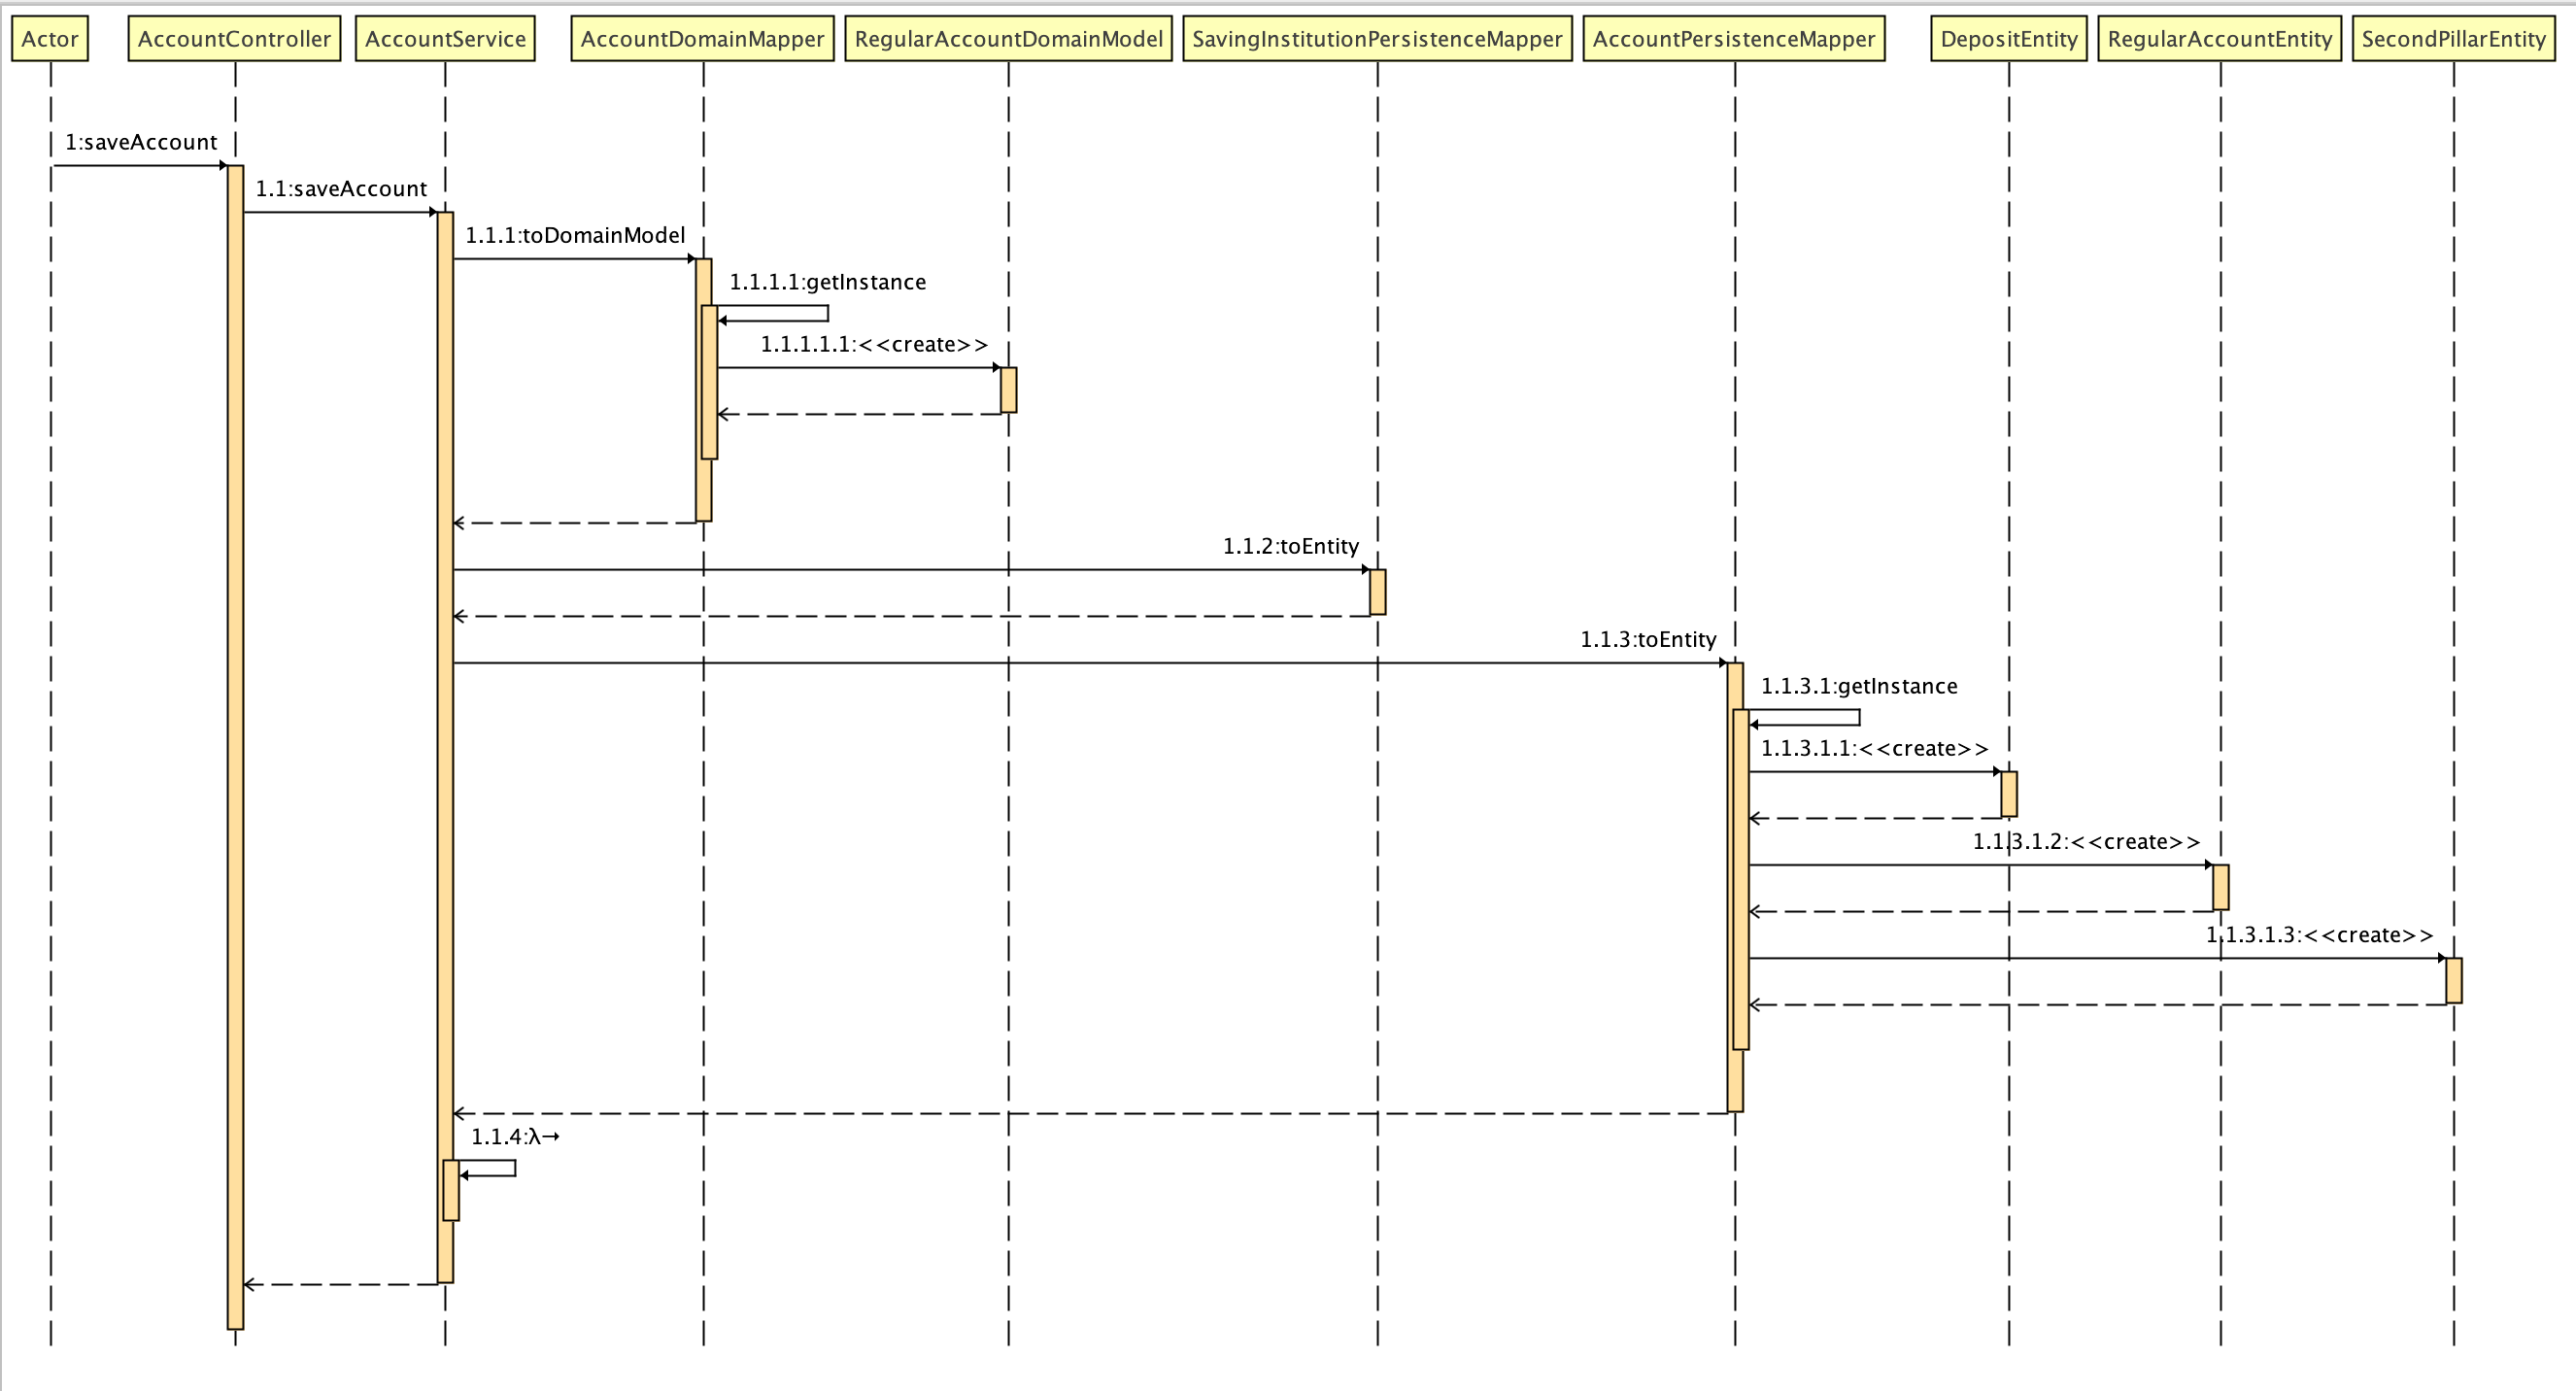 Actor
AccountController
AccountService
AccountDomainMapper
RegularAccountDomainModel
SavingInstitutionPersistenceMapper
AccountPersistenceMapper
DepositEntity
RegularAccountEntity
SecondPillarEntity
1:saveAccount
1.1:saveAccount
1.1.1:toDomainModel
1.1.1.1:getInstance
1.1.1.1.1:<<create>>
1.1.2:toEntity
1.1.3:toEntity
1.1.3.1:getInstance
1.1.3.1.1:<<create>>
1.1.3.1.2:<<create>>
1.1.3.1.3:<<create>>
1.1.4:λ→